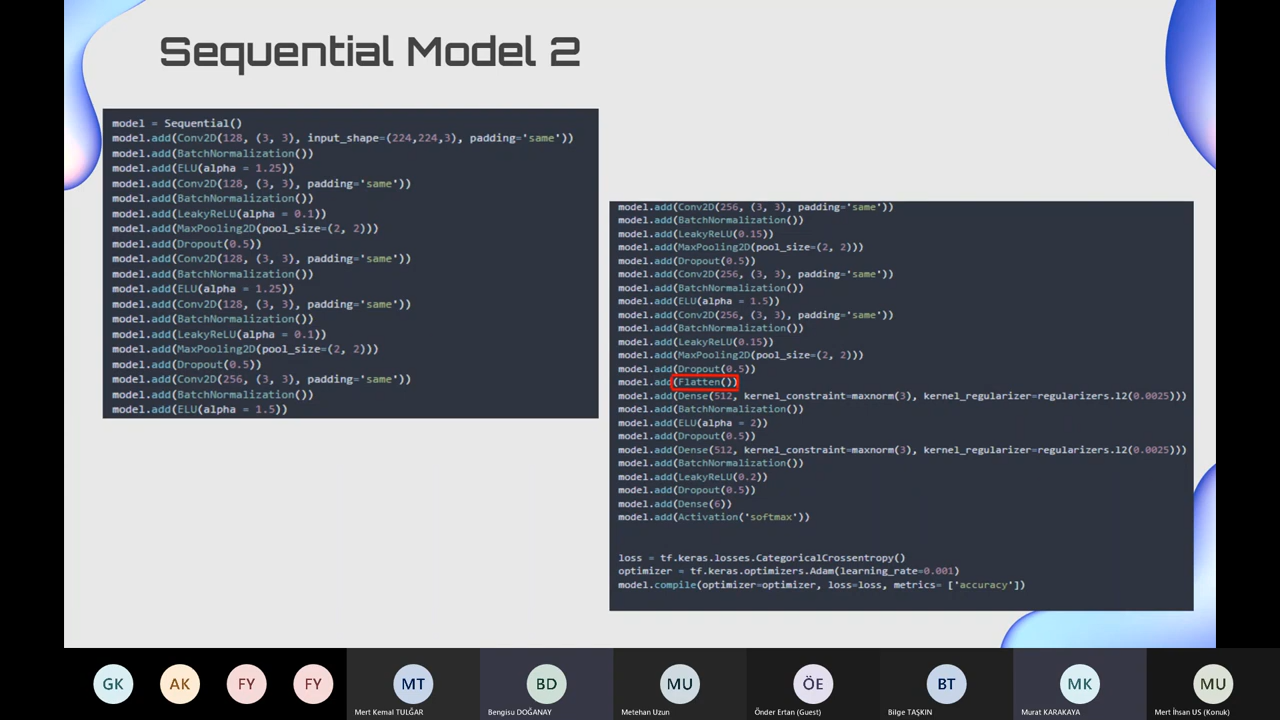 Sequential Model 2
model = Sequential()
model.add(Conv2D(128, (3, 3), input_shape=(224,224,3), padding='same'))
model.add(BatchNormalization())
model.add(ELU(alpha = 1.25))
model.add(Conv2D(128, (3, 3), padding='same'))
model.add(BatchNormalization())
model.add(LeakyReLU(alpha = 0.1))
model.add(MaxPooling2D(pool_size=(2, 2)))
model.add(Dropout(0.5))
model.add(Conv2D(128, (3, 3), padding='same'))
model.add(BatchNormalization())
model.add(ELU(alpha = 1.25))
model.add(Conv2D(128, (3, 3), padding='same'))
model.add(BatchNormalization())
model.add(LeakyReLU(alpha = 0.1))
model.add(MaxPooling2D(pool_size=(2, 2)))
model.add(Dropout(0.5))
model.add(Conv2D(256, (3, 3), padding='same'))
model.add(BatchNormalization())
model.add(ELU(alpha = 1.5))
model.add(Conv2D(256, (3, 3), padding='same'))
model.add(BatchNormalization())
model.add(LeakyReLU(0.15))
model.add(MaxPooling2D(pool_size=(2, 2)))
model.add(Dropout(0.5))
model.add(Conv2D(256, (3, 3), padding='same'))
model.add(BatchNormalization())
model.add(ELU(alpha = 1.5))
model.add(Conv2D(256, (3, 3), padding='same'))
model.add(BatchNormalization())
model.add(LeakyReLU(0.15))
model.add(MaxPooling2D(pool_size=(2, 2)))
model.add(Dropout(0.5))
model.add(Flatten())
model.add(Dense(512, kernel_constraint=maxnorm(3), kernel_regularizer=regularizers.l2(0.0025)))
model.add(BatchNormalization())
model.add(ELU(alpha = 2))
model.add(Dropout(0.5))
model.add(Dense(512, kernel_constraint=maxnorm(3), kernel_regularizer=regularizers.l2(0.0025)))
model.add(BatchNormalization())
model.add(LeakyReLU(0.2))
model.add(Dropout(0.5))
model.add(Dense(6))
model.add(Activation('softmax'))
loss = tf.keras.losses.CategoricalCrossentropy()
optimizer = tf.keras.optimizers.Adam(learning_rate=0.001)
model.compile(optimizer=optimizer, loss=loss, metrics= ['accuracy'])
GK AK FY FY MT BD MU ÖE BT MK MU
Mert Kemal TULĞAR Bengisu DOĞANAY Metehan Uzun Önder Ertan (Guest) Bilge TAŞKIN Murat KARAKAYA Mert İhsan US (Konuk)